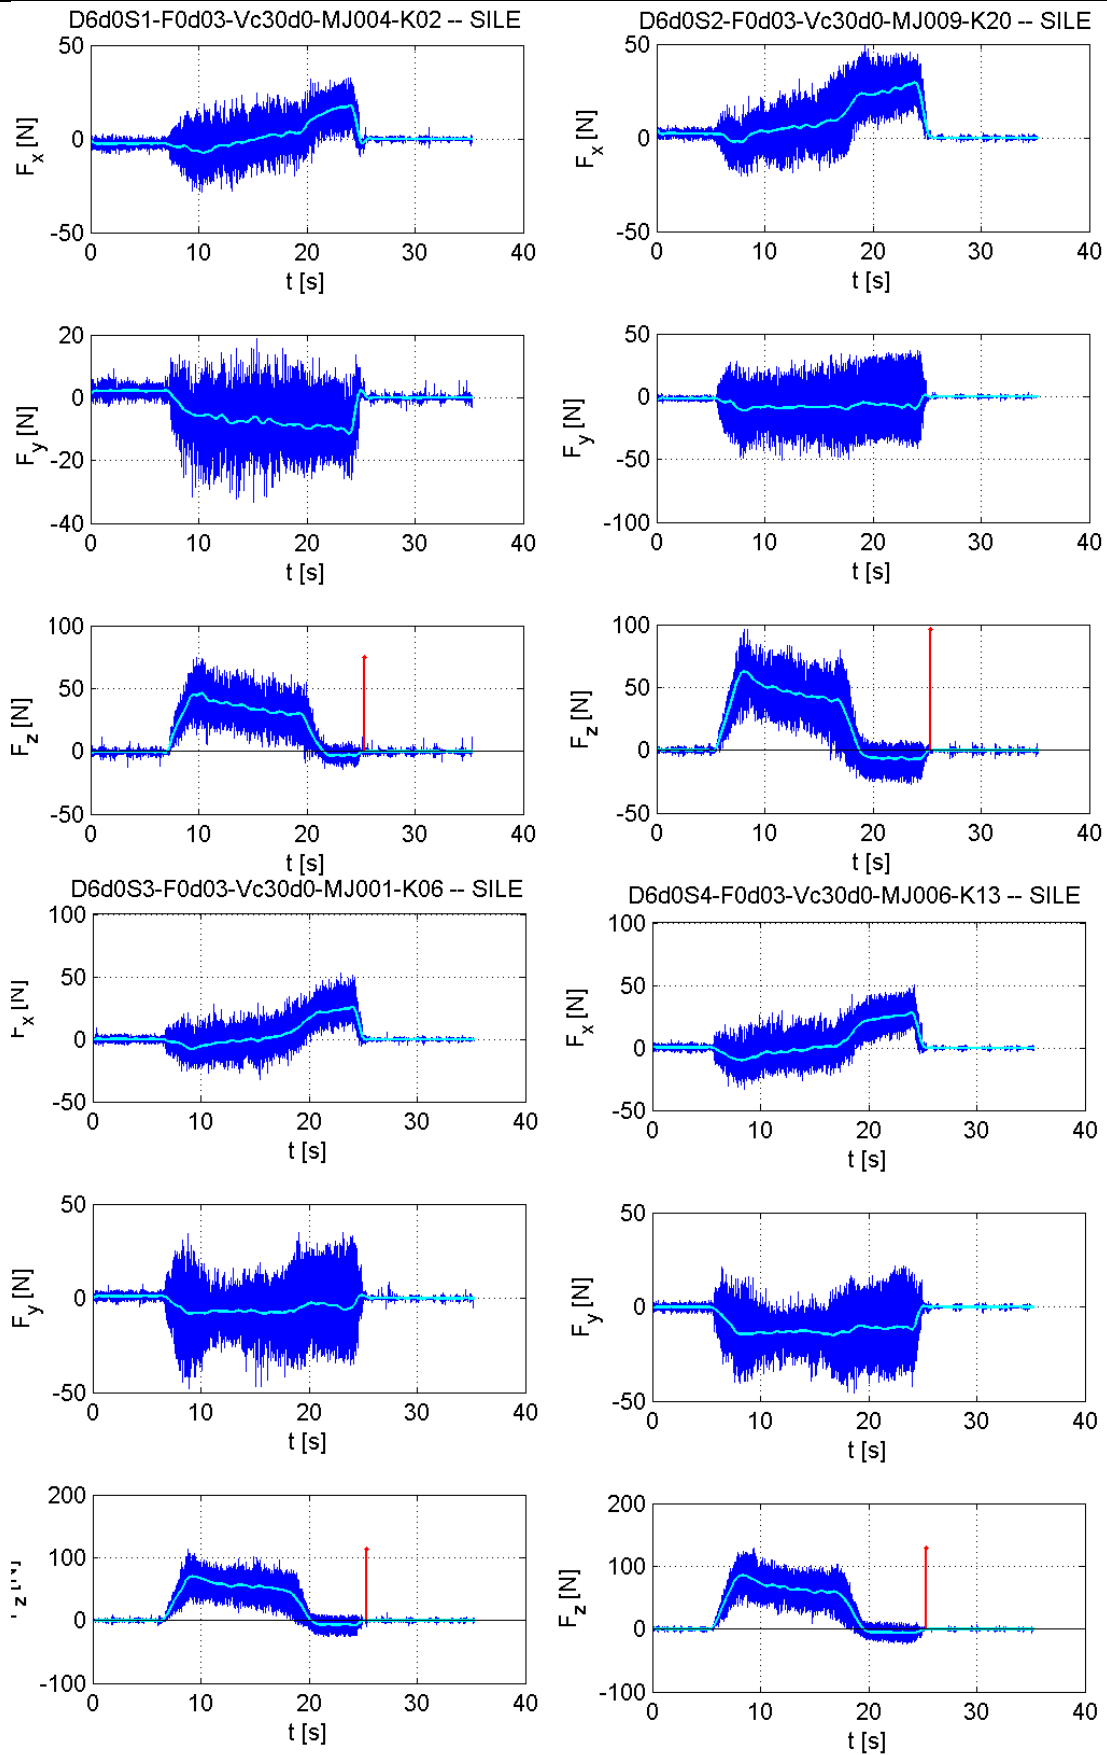 D6d0S1-F0d03-Vc30d0-MJ004-K02 -- SILE
50
0
-50
F_x [N]
0 10 20 30 40
t [s]
D6d0S2-F0d03-Vc30d0-MJ009-K20 -- SILE
50
0
-50
F_x [N]
0 10 20 30 40
t [s]
20
0
-20
-40
F_y [N]
0 10 20 30 40
t [s]
50
0
-50
-100
F_y [N]
0 10 20 30 40
t [s]
100
50
0
-50
F_z [N]
0 10 20 30 40
t [s]
100
50
0
-50
F_z [N]
0 10 20 30 40
t [s]
D6d0S3-F0d03-Vc30d0-MJ001-K06 -- SILE
100
50
0
-50
F_x [N]
0 10 20 30 40
t [s]
D6d0S4-F0d03-Vc30d0-MJ006-K13 -- SILE
100
50
0
-50
F_x [N]
0 10 20 30 40
t [s]
50
0
-50
F_y [N]
0 10 20 30 40
t [s]
50
0
-50
F_y [N]
0 10 20 30 40
t [s]
200
100
0
-100
0 10 20 30 40
t [s]
200
100
0
-100
F_z [N]
0 10 20 30 40
t [s]